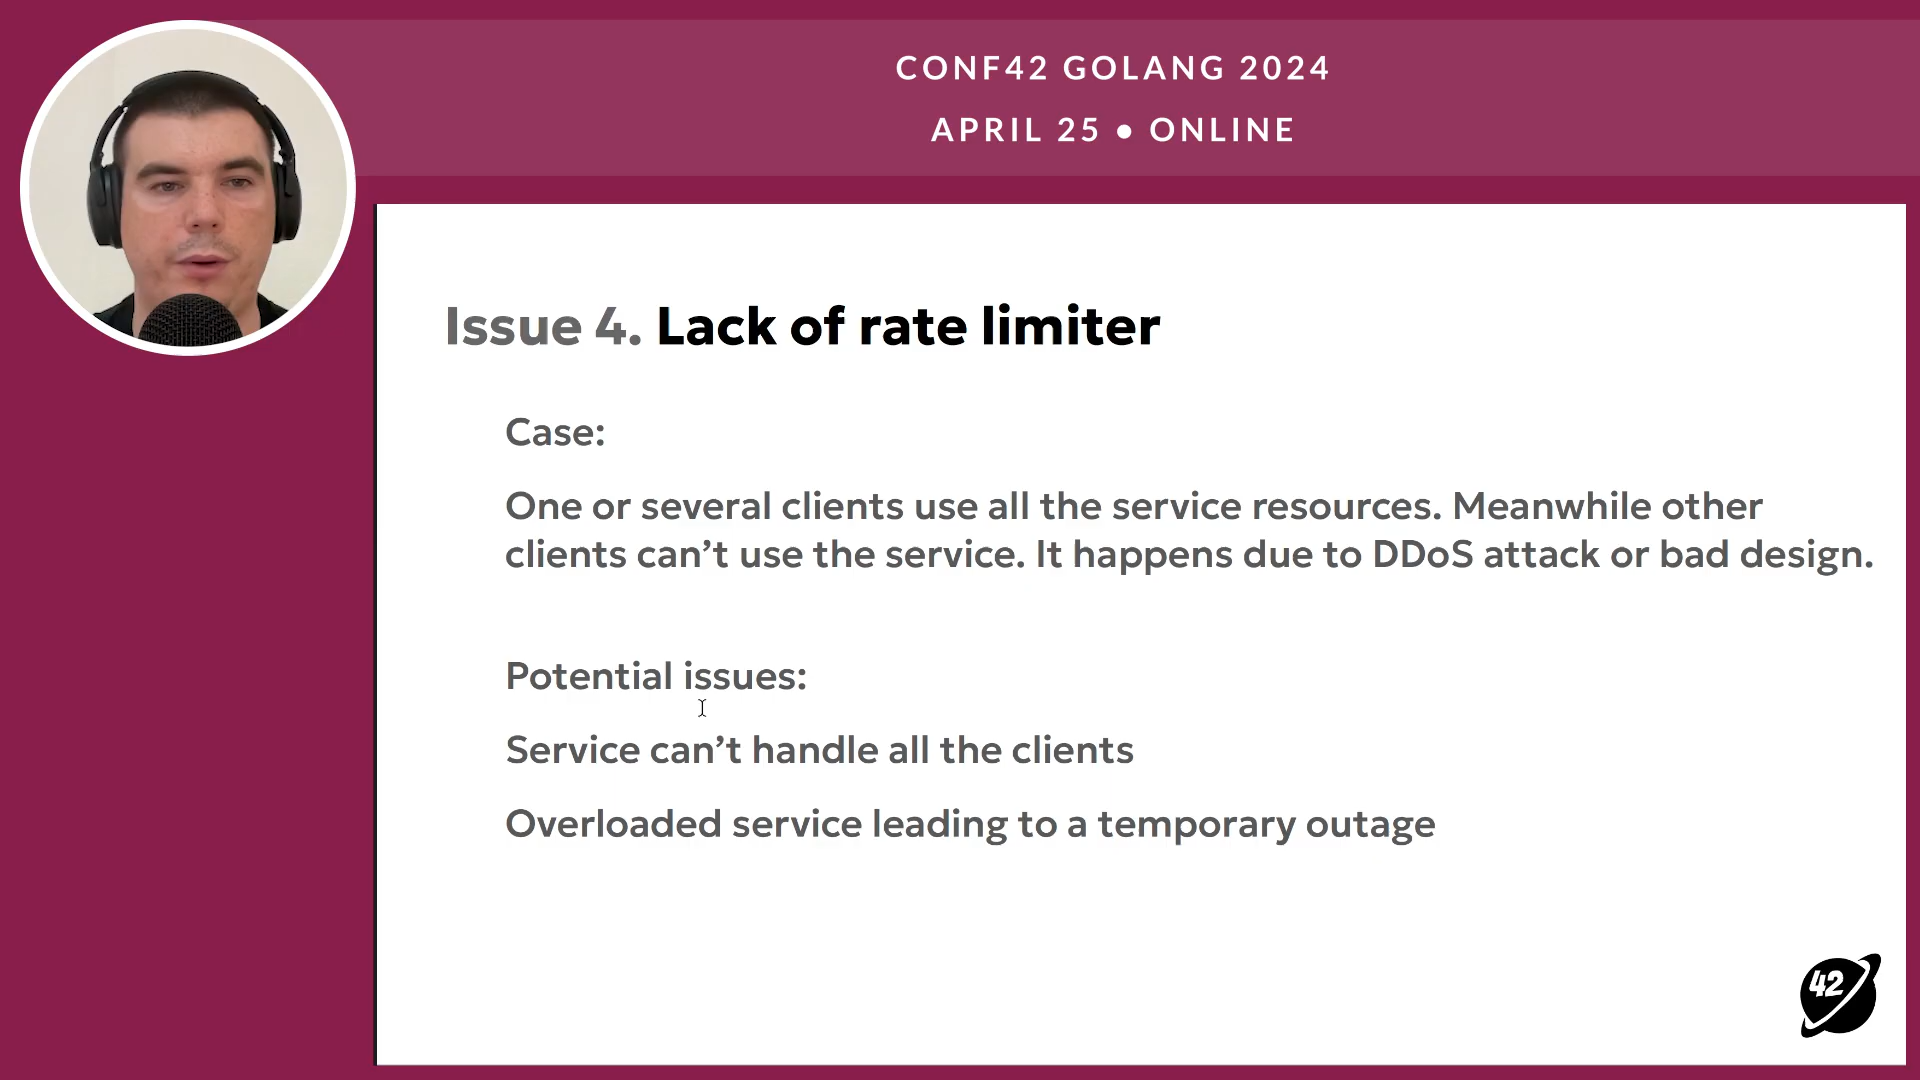 CONF42 GOLANG 2024
APRIL 25 • ONLINE
Issue 4. Lack of rate limiter
Case:
One or several clients use all the service resources. Meanwhile other
clients can’t use the service. It happens due to DDoS attack or bad design.
Potential issues:
Service can’t handle all the clients
Overloaded service leading to a temporary outage
42